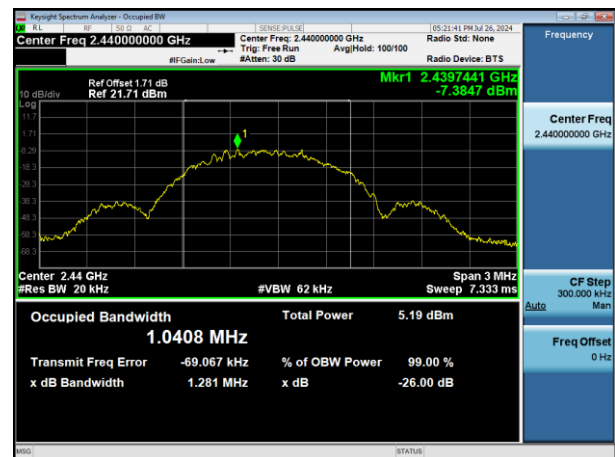 Keysight Spectrum Analyzer - Occupied BW
RL RF 50 Ω AC SENSE:PULSE 05:21:41 PM Jul 26, 2024
Center Freq 2.440000000 GHz
Center Freq: 2.440000000 GHz
Radio Std: None
Trig: Free Run Avg|Hold: 100/100
#IFGain:Low #Atten: 30 dB Radio Device: BTS
Mkr1 2.4397441 GHz
-7.3847 dBm
Ref Offset 1.71 dB
10 dB/div Ref 21.71 dBm
Log
11.7
1.71
-8.29
-18.3
-28.3
-38.3
-48.3
-58.3
-68.3
1
Center 2.44 GHz Span 3 MHz
#Res BW 20 kHz #VBW 62 kHz Sweep 7.333 ms
Occupied Bandwidth Total Power 5.19 dBm
1.0408 MHz
Transmit Freq Error -69.067 kHz % of OBW Power 99.00 %
x dB Bandwidth 1.281 MHz x dB -26.00 dB
MSG STATUS
Frequency
Center Freq
2.440000000 GHz
CF Step
300.000 kHz
Auto Man
Freq Offset
0 Hz